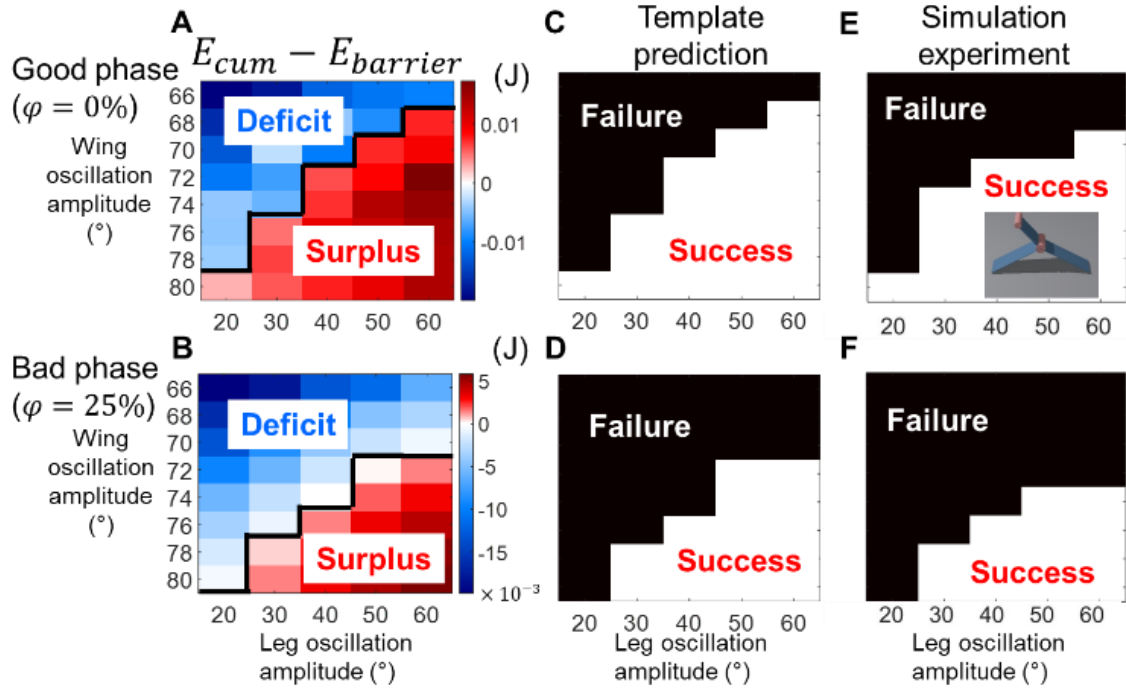 A
E_cum − E_barrier
C
Template
prediction
E
Simulation
experiment
Good phase
(φ = 0%)
Wing
oscillation
amplitude
(°)
66
68
70
72
74
76
78
80
Deficit
Surplus
(J)
0.01
0
-0.01
20 30 40 50 60
Failure
Success
20 30 40 50 60
Failure
Success
20 30 40 50 60
B
Bad phase
(φ = 25%)
Wing
oscillation
amplitude
(°)
66
68
70
72
74
76
78
80
Deficit
Surplus
(J)
5
0
-5
-10
-15
× 10⁻³
20 30 40 50 60
Leg oscillation
amplitude (°)
D
Failure
Success
20 30 40 50 60
Leg oscillation
amplitude (°)
F
Failure
Success
20 30 40 50 60
Leg oscillation
amplitude (°)